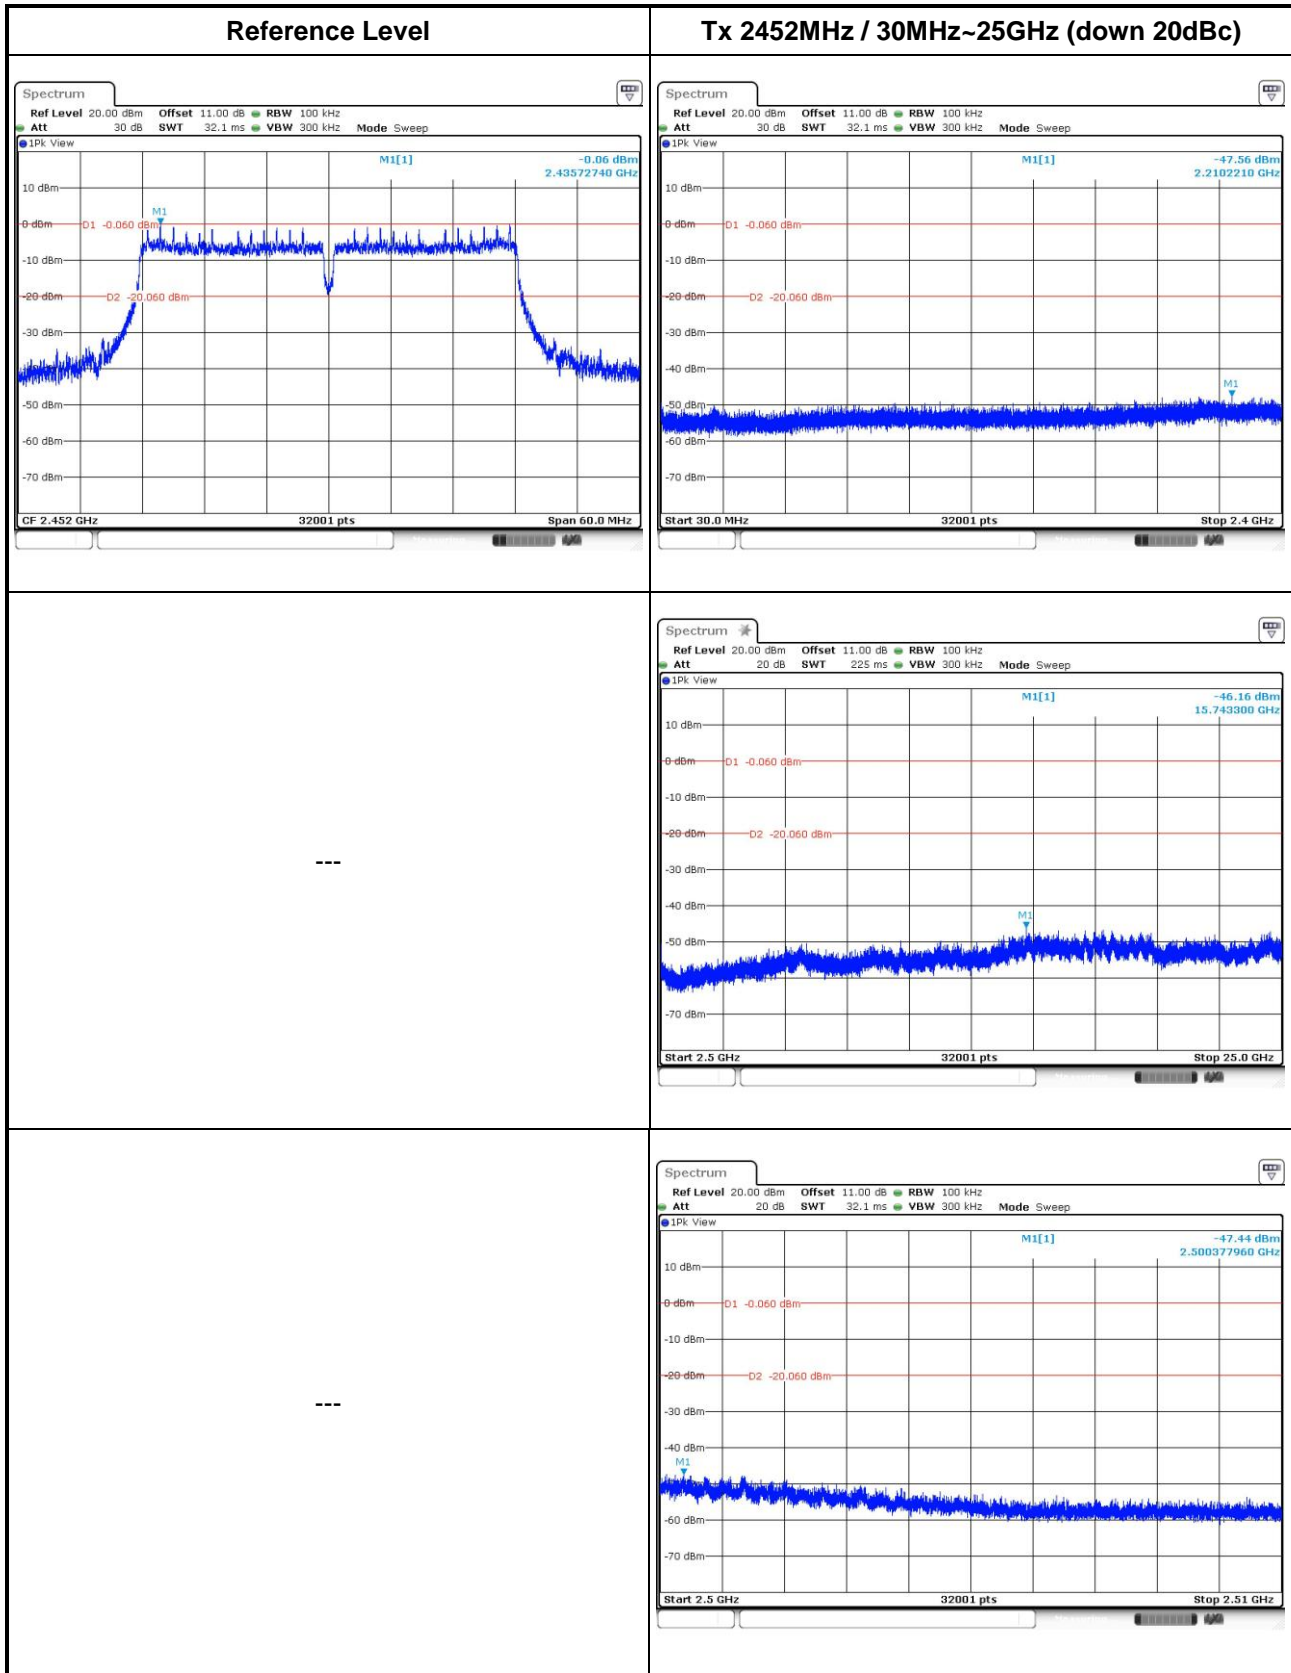 Reference Level
Tx 2452MHz / 30MHz~25GHz (down 20dBc)
Spectrum
Ref Level 20.00 dBm Offset 11.00 dB RBW 100 kHz
Att 30 dB SWT 32.1 ms VBW 300 kHz Mode Sweep
1Pk View
M1[1] -0.06 dBm
2.43572740 GHz
10 dBm
M1
0 dBm
D1 -0.060 dBm
-10 dBm
-20 dBm
D2 -20.060 dBm
-30 dBm
-50 dBm
-60 dBm
-70 dBm
CF 2.452 GHz 32001 pts Span 60.0 MHz
Spectrum
Ref Level 20.00 dBm Offset 11.00 dB RBW 100 kHz
Att 30 dB SWT 32.1 ms VBW 300 kHz Mode Sweep
1Pk View
M1[1] -47.56 dBm
2.2102210 GHz
10 dBm
0 dBm
D1 -0.060 dBm
-10 dBm
-20 dBm
D2 -20.060 dBm
-30 dBm
-40 dBm
M1
-50 dBm
-60 dBm
-70 dBm
Start 30.0 MHz 32001 pts Stop 2.4 GHz
---
Spectrum
Ref Level 20.00 dBm Offset 11.00 dB RBW 100 kHz
Att 20 dB SWT 225 ms VBW 300 kHz Mode Sweep
1Pk View
M1[1] -46.16 dBm
15.743300 GHz
10 dBm
0 dBm
D1 -0.060 dBm
-10 dBm
-20 dBm
D2 -20.060 dBm
-30 dBm
-40 dBm
M1
-50 dBm
-70 dBm
Start 2.5 GHz 32001 pts Stop 25.0 GHz
---
Spectrum
Ref Level 20.00 dBm Offset 11.00 dB RBW 100 kHz
Att 20 dB SWT 32.1 ms VBW 300 kHz Mode Sweep
1Pk View
M1[1] -47.44 dBm
2.500377960 GHz
10 dBm
0 dBm
D1 -0.060 dBm
-10 dBm
-20 dBm
D2 -20.060 dBm
-30 dBm
-40 dBm
M1
-60 dBm
-70 dBm
Start 2.5 GHz 32001 pts Stop 2.51 GHz